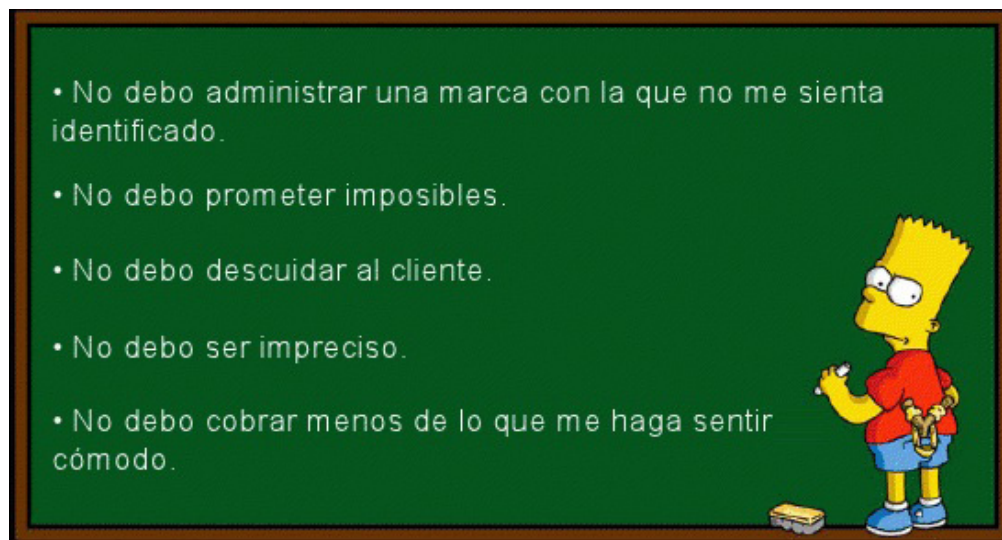 • No debo administrar una marca con la que no me sienta
identificado.
• No debo prometer imposibles.
• No debo descuidar al cliente.
• No debo ser impreciso.
• No debo cobrar menos de lo que me haga sentir
cómodo.